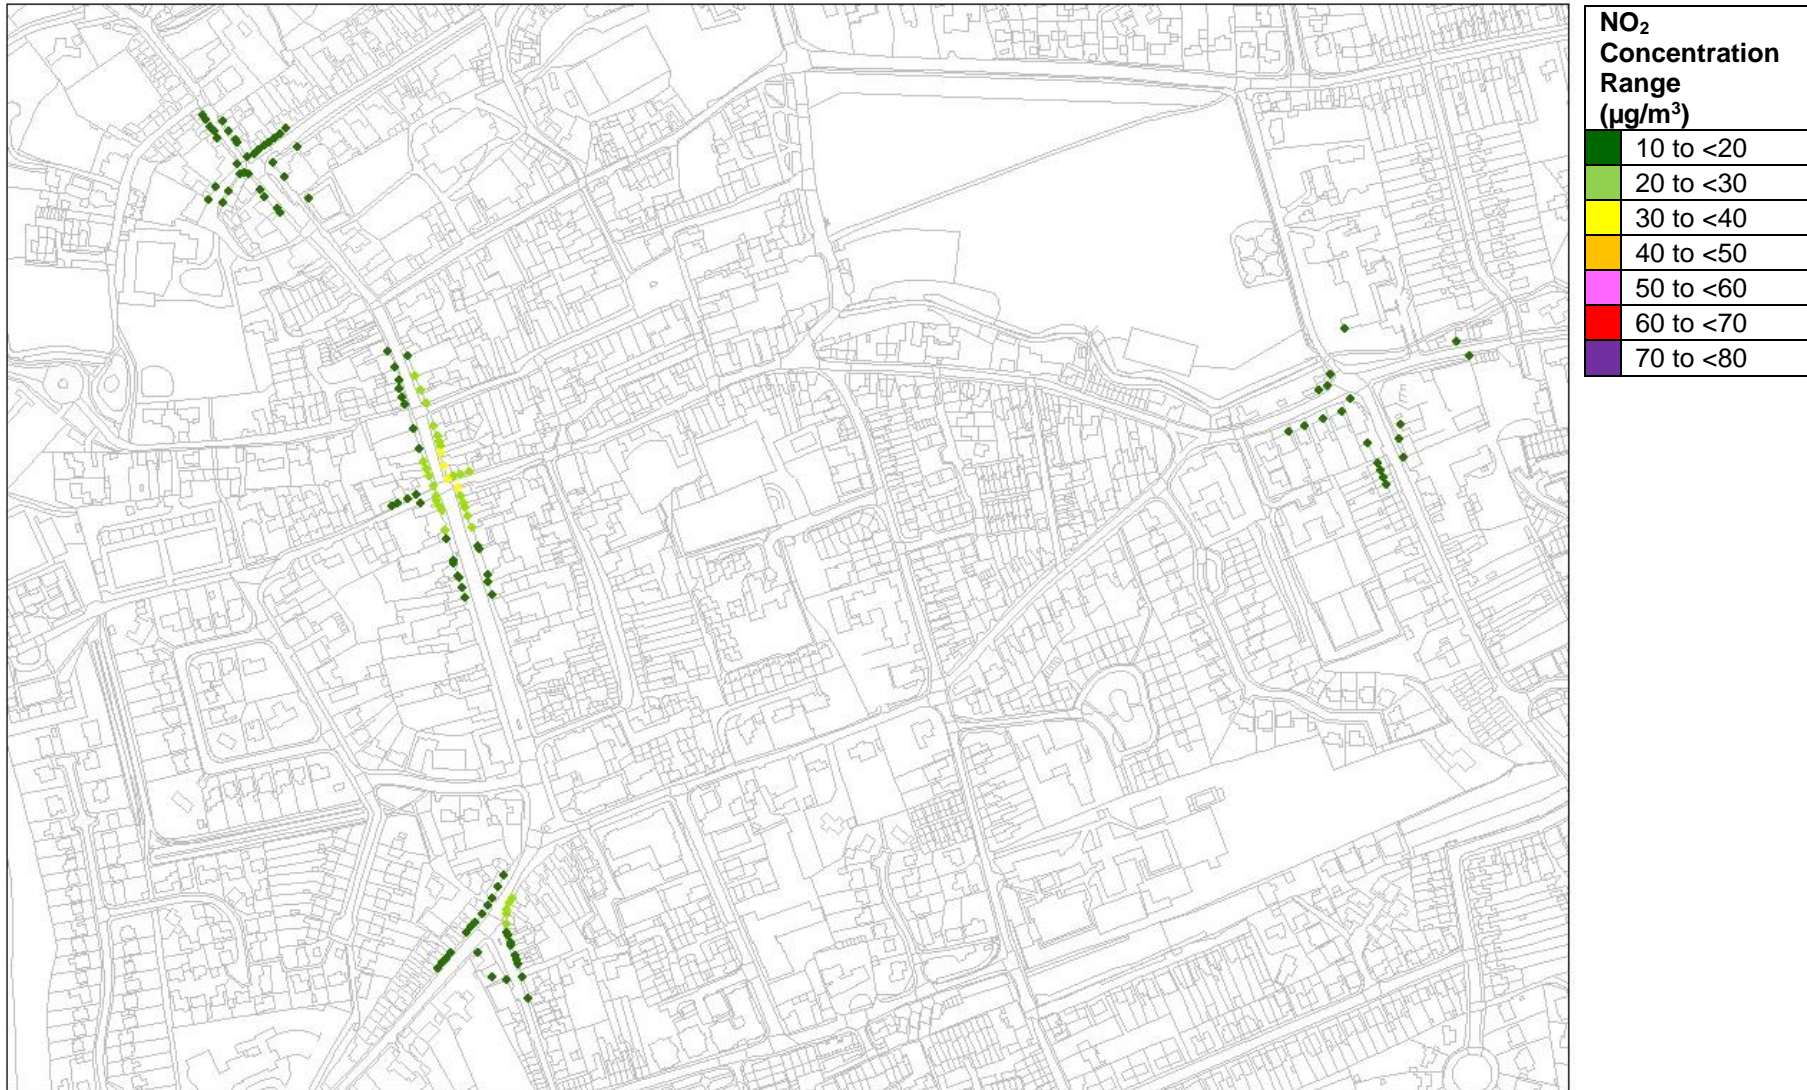 NO₂
Concentration
Range
(µg/m³)
10 to <20
20 to <30
30 to <40
40 to <50
50 to <60
60 to <70
70 to <80